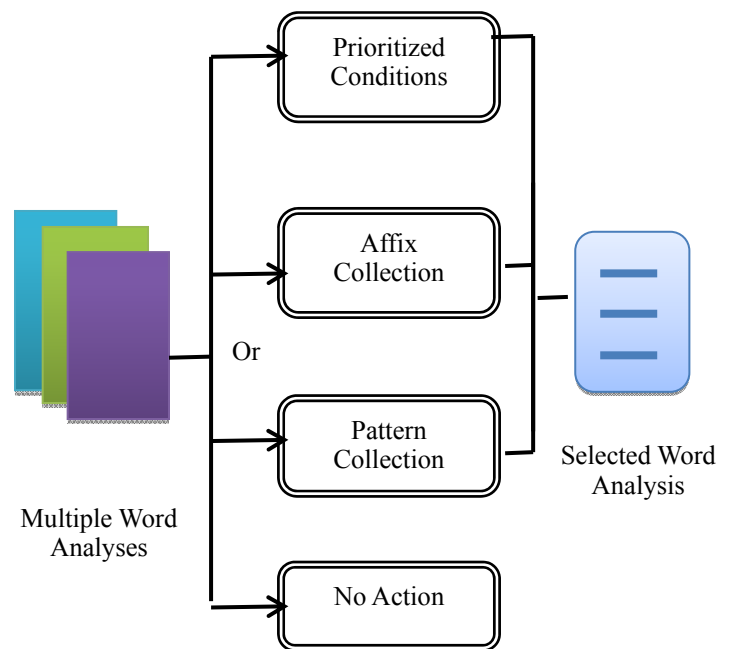 Prioritized
Conditions
Affix
Collection
Or
Pattern
Collection
Selected Word
Analysis
Multiple Word
Analyses
No Action